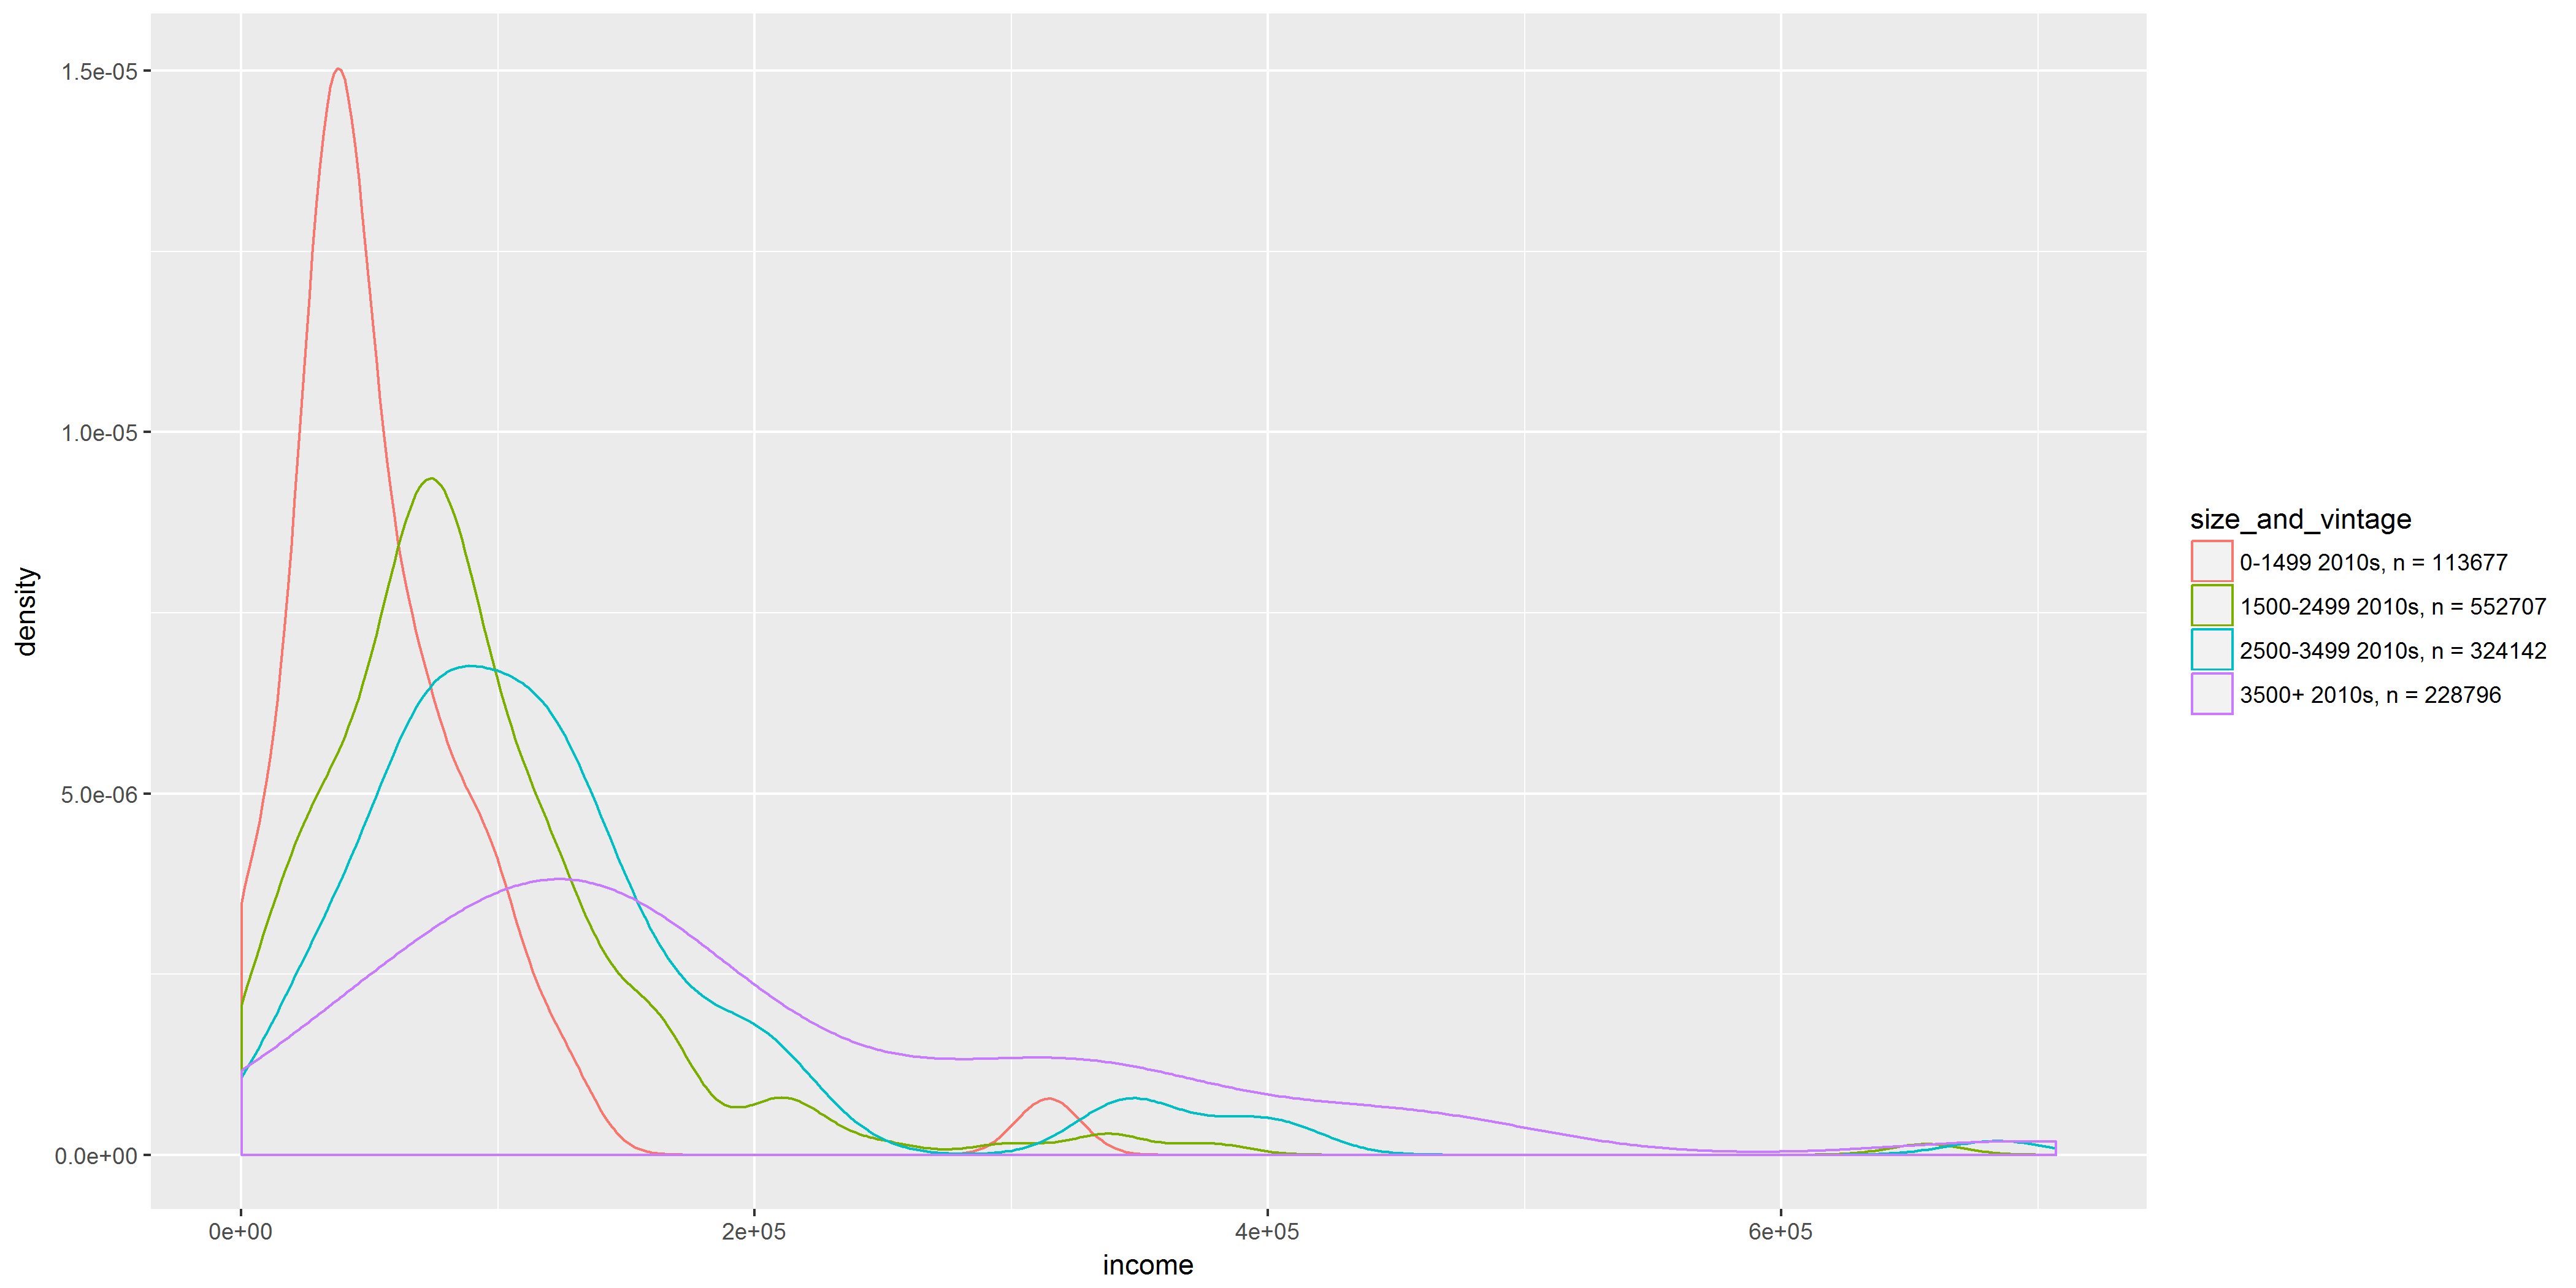 1.5e-05
1.0e-05
5.0e-06
0.0e+00
density
0e+00 2e+05 4e+05 6e+05
income
size_and_vintage
0-1499 2010s, n = 113677
1500-2499 2010s, n = 552707
2500-3499 2010s, n = 324142
3500+ 2010s, n = 228796